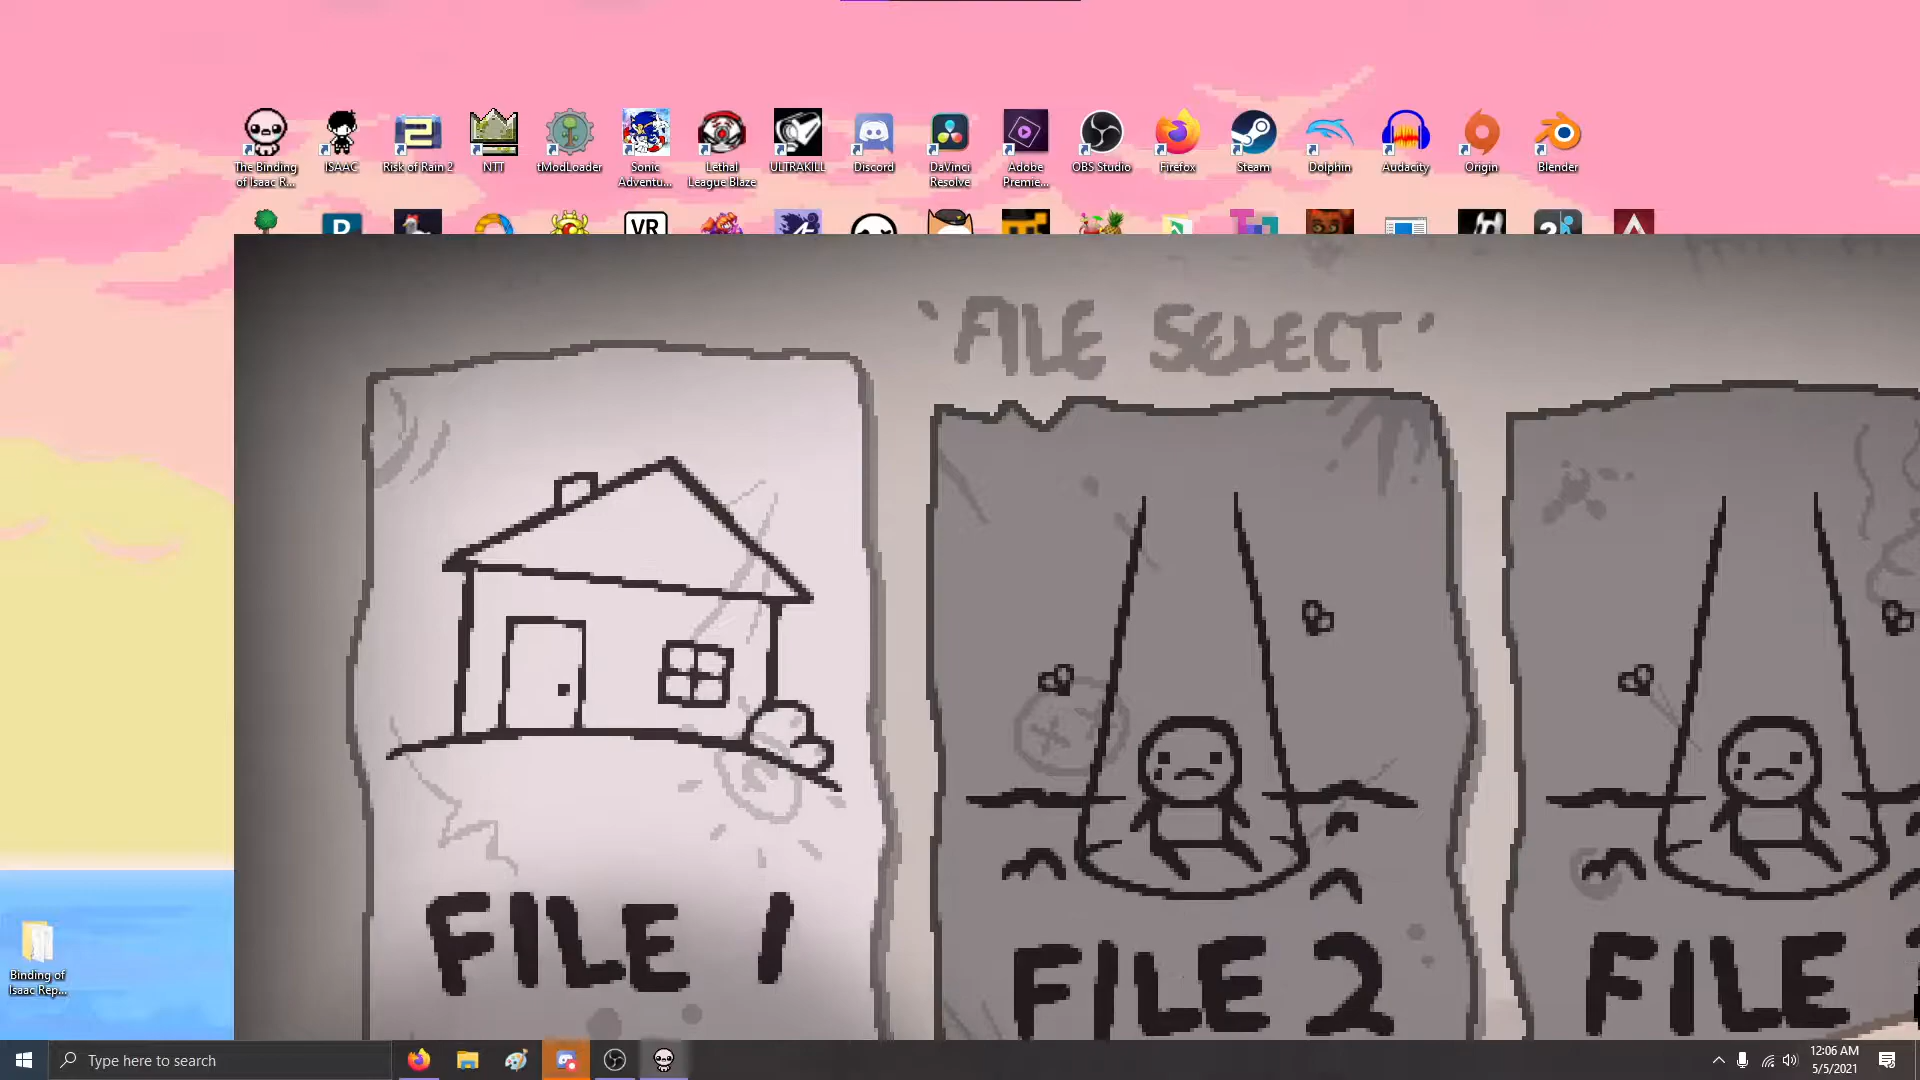 The Binding
of Isaac R...
ISAAC
Risk of Rain 2
NTT
tModLoader
Sonic
Adventu...
Lethal
League Blaze
ULTRAKILL
Discord
DaVinci
Resolve
Adobe
Premie...
OBS Studio
Firefox
Steam
Dolphin
Audacity
Origin
Blender
VR
'FILE SELECT'
FILE 1
FILE 2
FILE
Binding of
Isaac Rep...
Type here to search
12:06 AM
5/5/2021